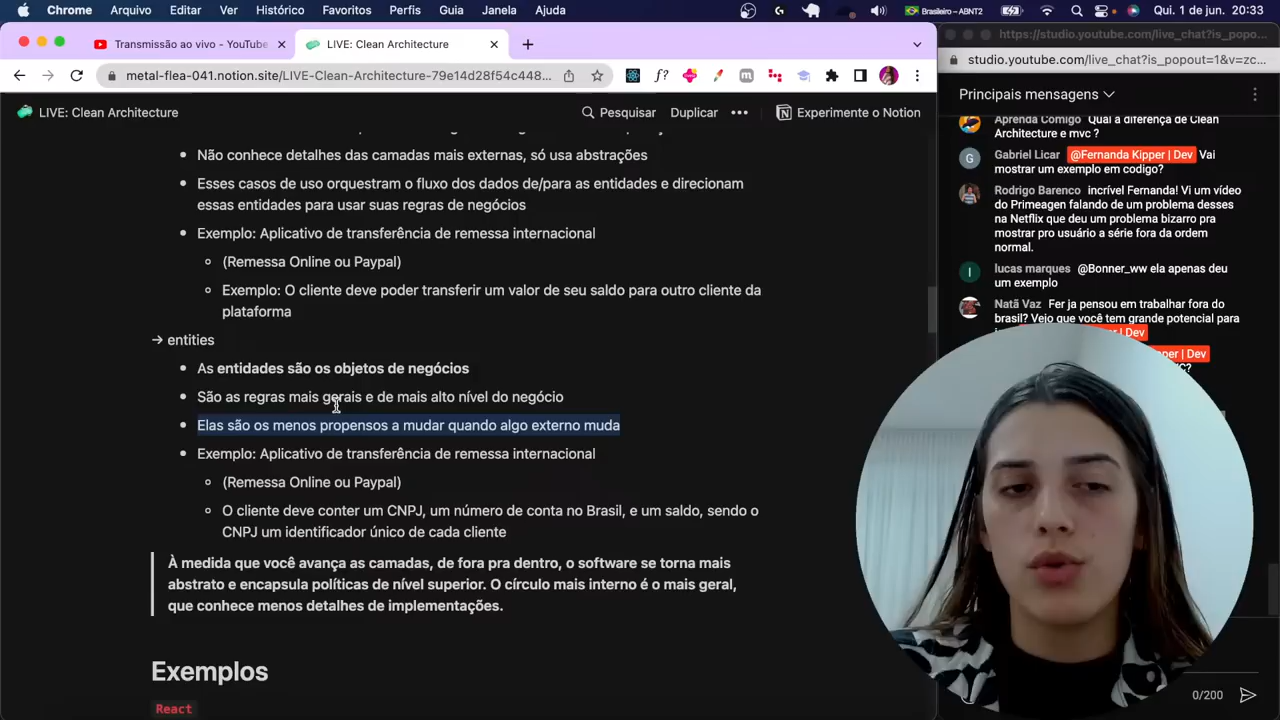 Chrome Arquivo Editar Ver Histórico Favoritos Perfis Guia Janela Ajuda
Brasileiro – ABNT2 Qui. 1 de jun. 20:33
Transmissão ao vivo - YouTube
LIVE: Clean Architecture
metal-flea-041.notion.site/LIVE-Clean-Architecture-79e14d28f54c448...
LIVE: Clean Architecture
Pesquisar Duplicar Experimente o Notion
Não conhece detalhes das camadas mais externas, só usa abstrações
Esses casos de uso orquestram o fluxo dos dados de/para as entidades e direcionam
essas entidades para usar suas regras de negócios
Exemplo: Aplicativo de transferência de remessa internacional
(Remessa Online ou Paypal)
Exemplo: O cliente deve poder transferir um valor de seu saldo para outro cliente da
plataforma
→ entities
As entidades são os objetos de negócios
São as regras mais gerais e de mais alto nível do negócio
Elas são os menos propensos a mudar quando algo externo muda
Exemplo: Aplicativo de transferência de remessa internacional
(Remessa Online ou Paypal)
O cliente deve conter um CNPJ, um número de conta no Brasil, e um saldo, sendo o
CNPJ um identificador único de cada cliente
À medida que você avança as camadas, de fora pra dentro, o software se torna mais
abstrato e encapsula políticas de nível superior. O círculo mais interno é o mais geral,
que conhece menos detalhes de implementações.
Exemplos
React
https://studio.youtube.com/live_chat?is_po...
studio.youtube.com/live_chat?is_popout=1&v=zc...
Principais mensagens
Aprenda Comigo Qual a diferença de Clean
Architecture e mvc ?
Gabriel Licar @Fernanda Kipper | Dev Vai
mostrar um exemplo em codigo?
Rodrigo Barenco incrível Fernanda! Vi um vídeo
do Primeagen falando de um problema desses
na Netflix que deu um problema bizarro pra
mostrar pro usuário a série fora da ordem
normal.
lucas marques @Bonner_ww ela apenas deu
um exemplo
Natã Vaz Fer ja pensou em trabalhar fora do
brasil? Vejo que você tem grande potencial para
r | Dev
per | Dev
0/200